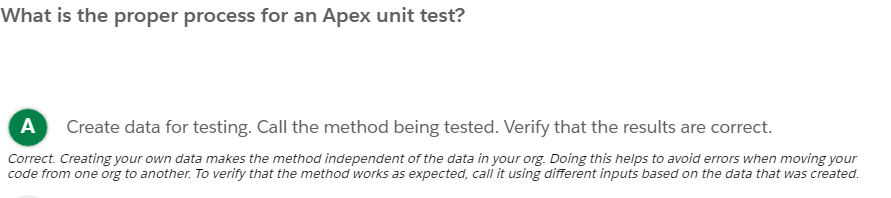 What is the proper process for an Apex unit test?
A Create data for testing. Call the method being tested. Verify that the results are correct.
Correct. Creating your own data makes the method independent of the data in your org. Doing this helps to avoid errors when moving your
code from one org to another. To verify that the method works as expected, call it using different inputs based on the data that was created.